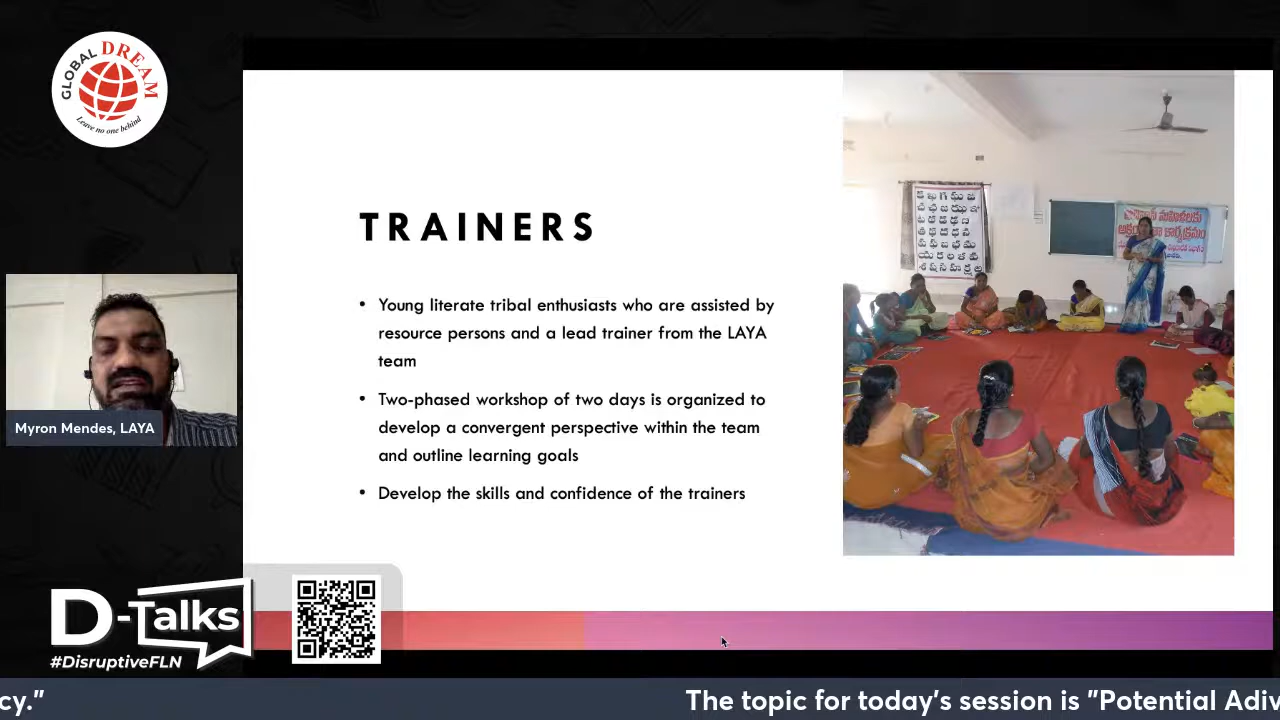 GLOBAL DREAM
Leave no one behind
TRAINERS
• Young literate tribal enthusiasts who are assisted by
resource persons and a lead trainer from the LAYA
team
• Two-phased workshop of two days is organized to
develop a convergent perspective within the team
and outline learning goals
• Develop the skills and confidence of the trainers
Myron Mendes, LAYA
D-Talks
#DisruptiveFLN
cy."
The topic for today's session is "Potential Adiv